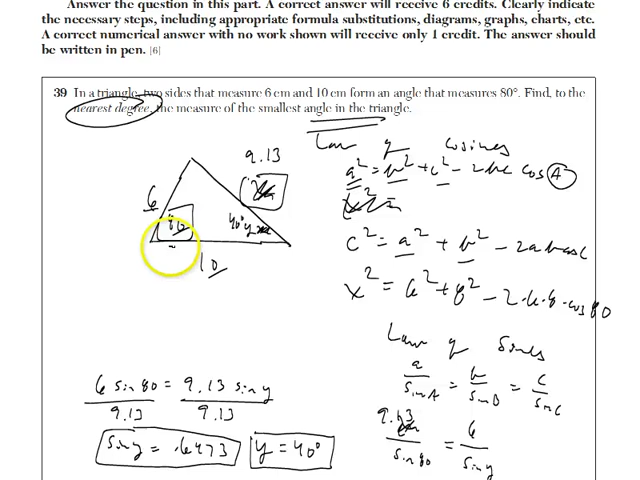 Answer the question in this part. A correct answer will receive 6 credits. Clearly indicate
the necessary steps, including appropriate formula substitutions, diagrams, graphs, charts, etc.
A correct numerical answer with no work shown will receive only 1 credit. The answer should
be written in pen. [6]
39 In a triangle, two sides that measure 6 cm and 10 cm form an angle that measures 80°. Find, to the
nearest degree, the measure of the smallest angle in the triangle.
Law of cosines
9.13
a² = b² + c² - 2bc cos A
6
80
40°
10
c² = a² + b² - 2ab cos C
x² = 6² + 8² - 2·6·8·cos 80
Law of Sines
a/sin A = b/sin B = c/sin C
6 sin 80 = 9.13 sin y
9.13 9.13
sin y = .6473 y = 40°
9.13/sin 80 = 6/sin y